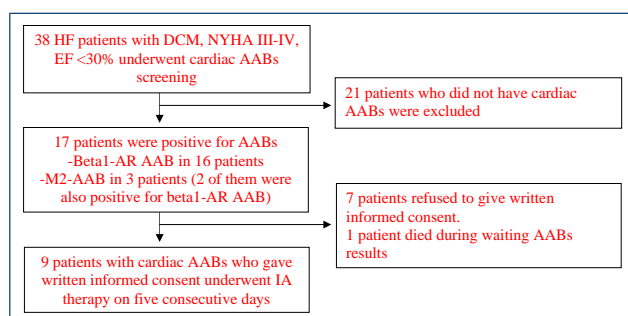 38 HF patients with DCM, NYHA III-IV,
EF <30% underwent cardiac AABs
screening
21 patients who did not have cardiac
AABs were excluded
17 patients were positive for AABs
-Beta1-AR AAB in 16 patients
-M2-AAB in 3 patients (2 of them were
also positive for beta1-AR AAB)
7 patients refused to give written
informed consent.
1 patient died during waiting AABs
results
9 patients with cardiac AABs who gave
written informed consent underwent IA
therapy on five consecutive days